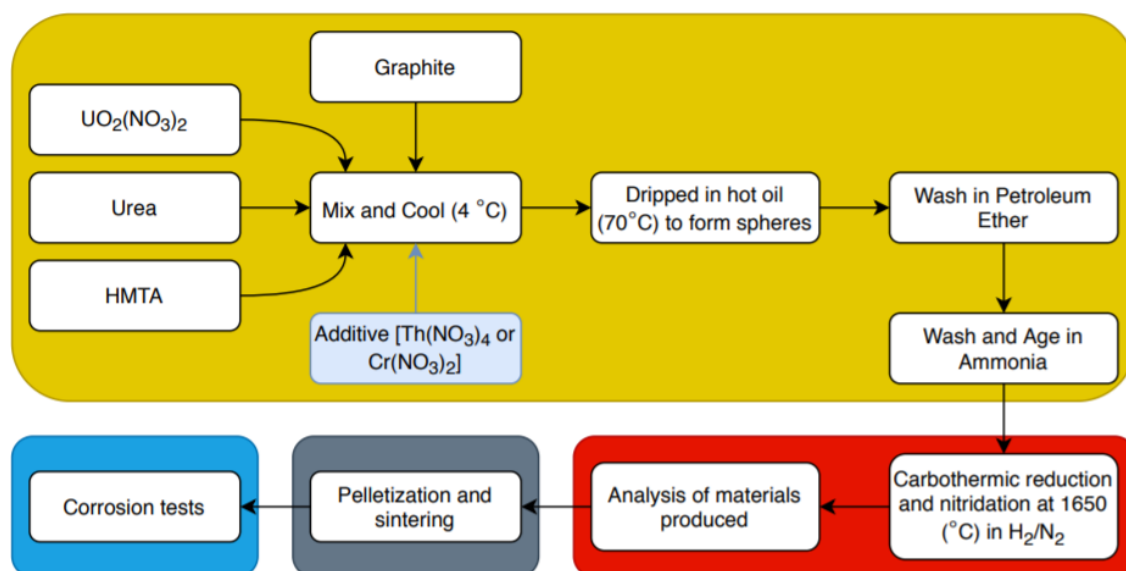 Graphite
UO2(NO3)2
Urea
HMTA
Mix and Cool (4 °C)
Additive [Th(NO3)4 or
Cr(NO3)2]
Dripped in hot oil
(70°C) to form spheres
Wash in Petroleum
Ether
Wash and Age in
Ammonia
Carbothermic reduction
and nitridation at 1650
(°C) in H2/N2
Analysis of materials
produced
Pelletization and
sintering
Corrosion tests